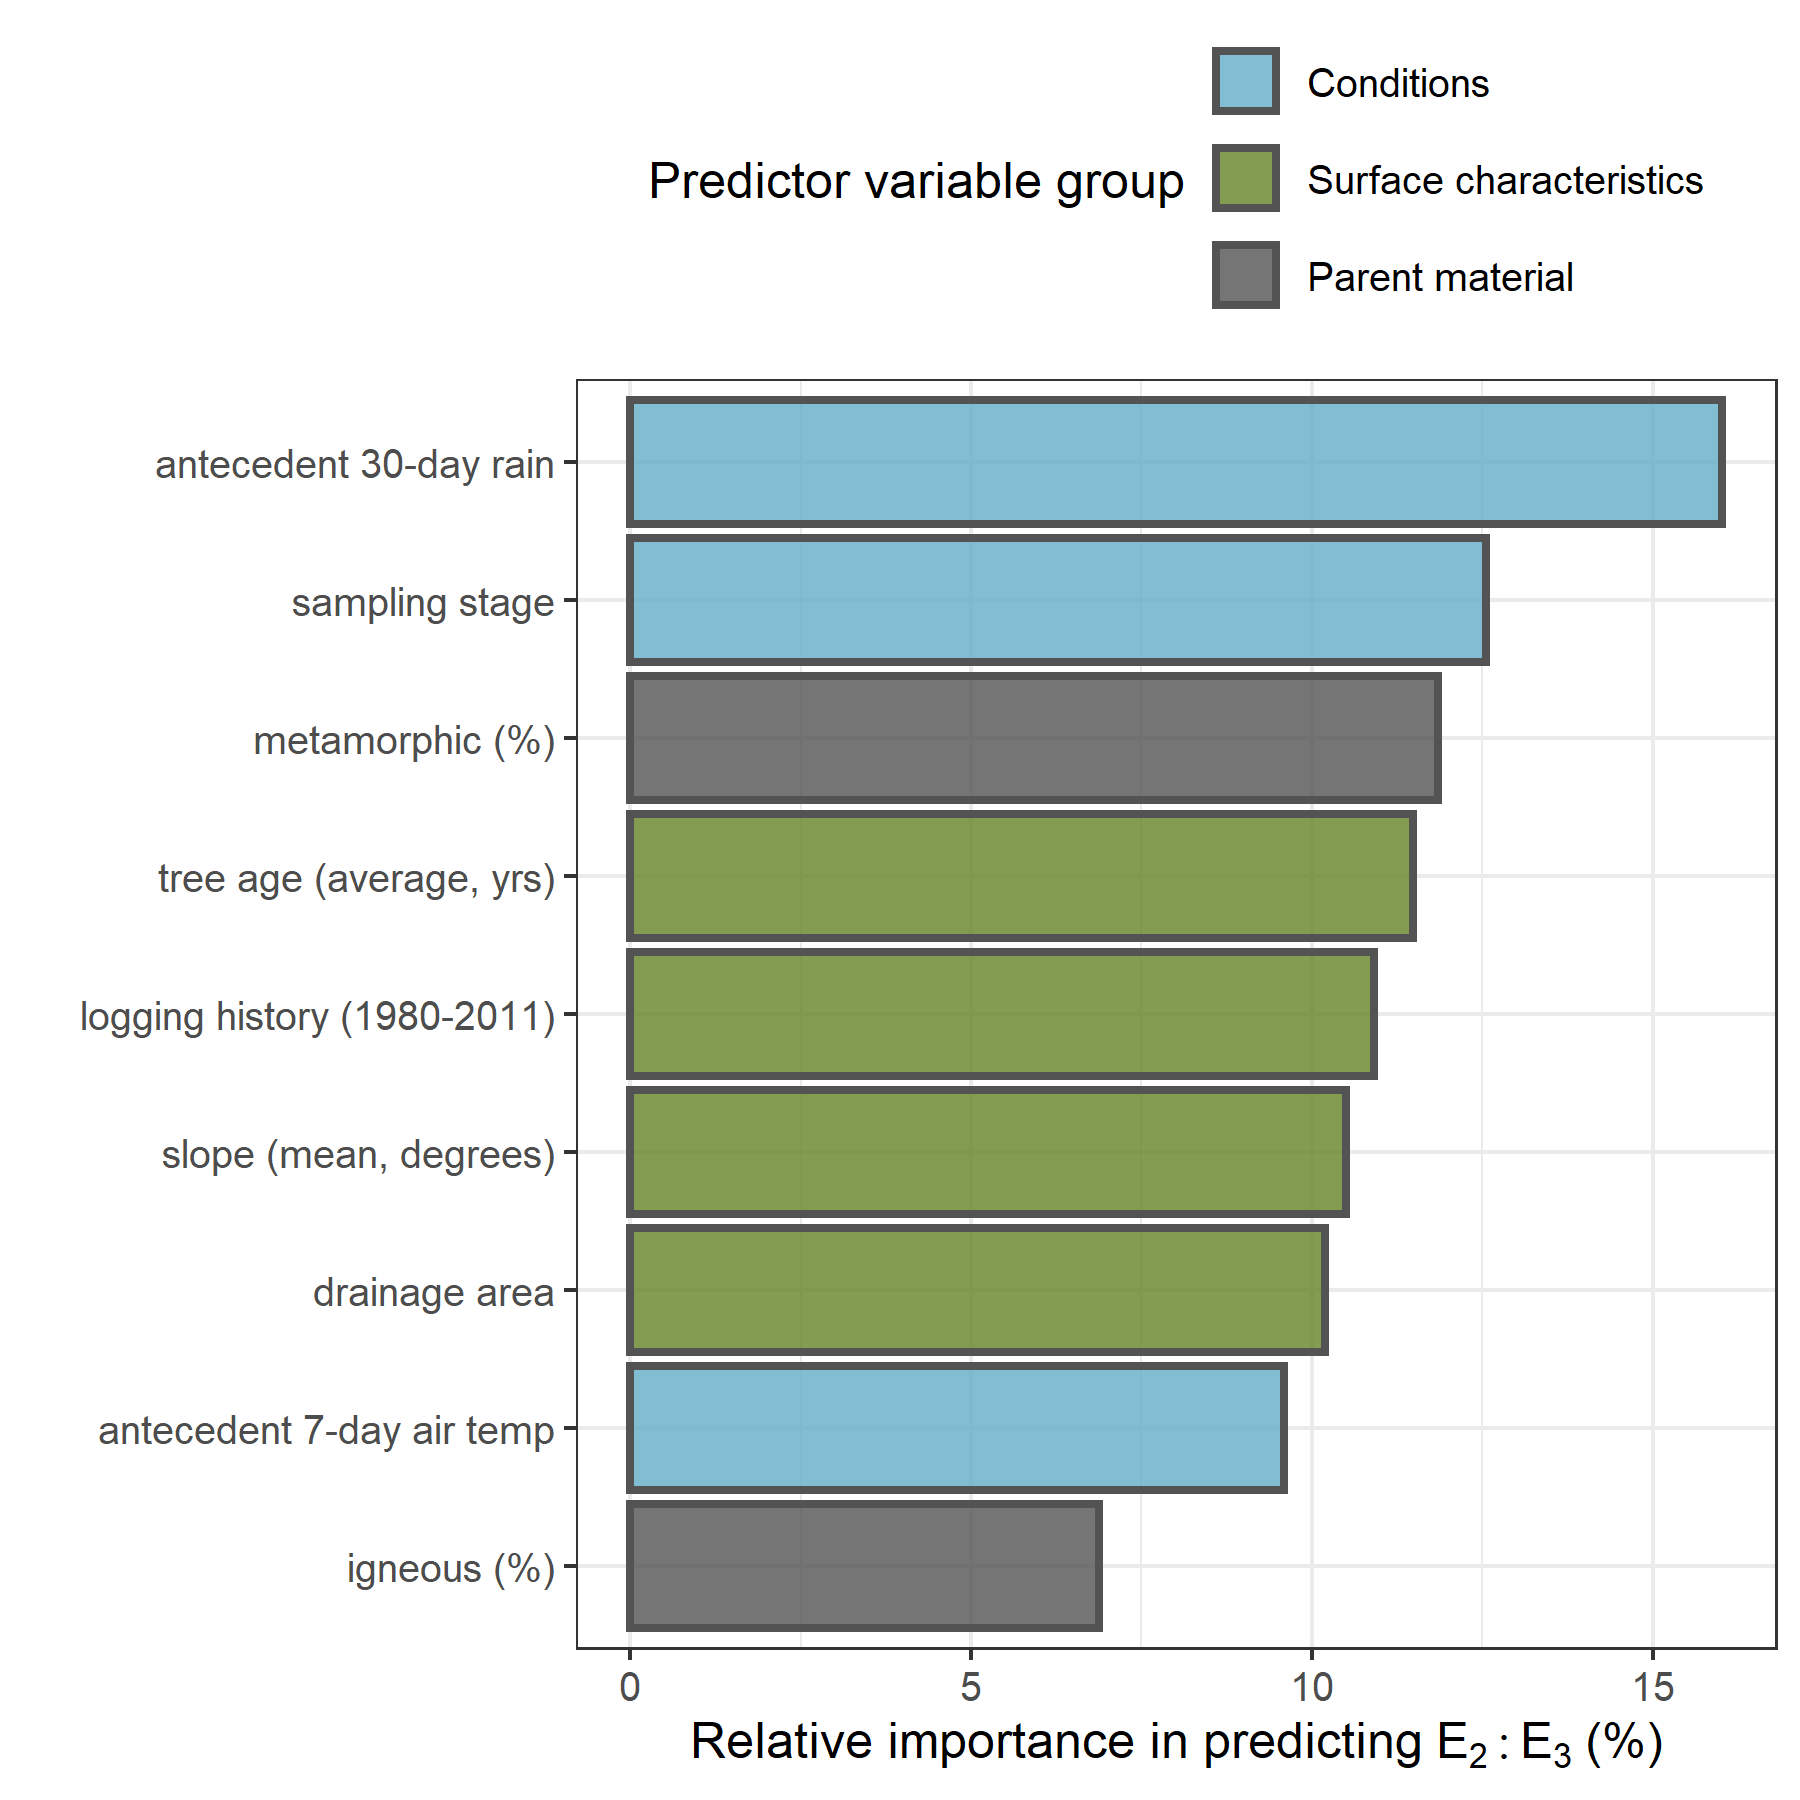 Conditions
Predictor variable group
Surface characteristics
Parent material
antecedent 30-day rain
sampling stage
metamorphic (%)
tree age (average, yrs)
logging history (1980-2011)
slope (mean, degrees)
drainage area
antecedent 7-day air temp
igneous (%)
0 5 10 15
Relative importance in predicting E₂ : E₃ (%)